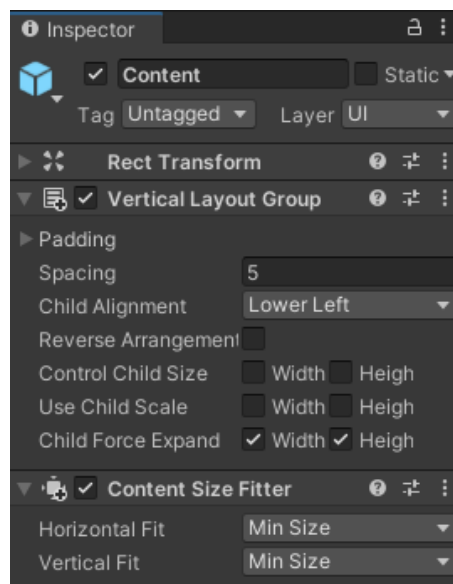 Inspector
Content Static
Tag Untagged Layer UI
Rect Transform
Vertical Layout Group
Padding
Spacing 5
Child Alignment Lower Left
Reverse Arrangement
Control Child Size Width Heigh
Use Child Scale Width Heigh
Child Force Expand Width Heigh
Content Size Fitter
Horizontal Fit Min Size
Vertical Fit Min Size